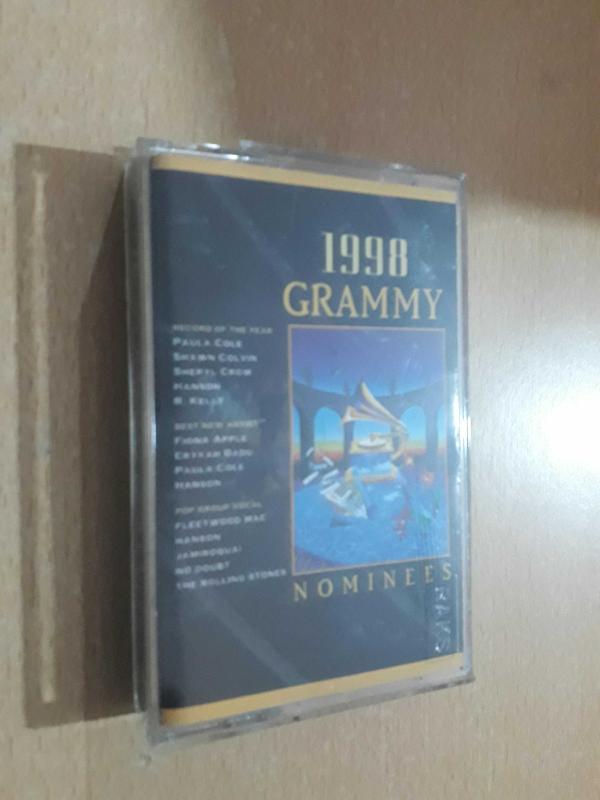 1998
GRAMMY
RECORD OF THE YEAR
PAULA COLE
SHAWN COLVIN
SHERYL CROW
HANSON
R. KELLY
BEST NEW ARTIST
FIONA APPLE
ERYKAH BADU
PAULA COLE
HANSON
POP GROUP VOCAL
FLEETWOOD MAC
HANSON
JAMIROQUAI
NO DOUBT
THE ROLLING STONES
NOMINEES
RAKS